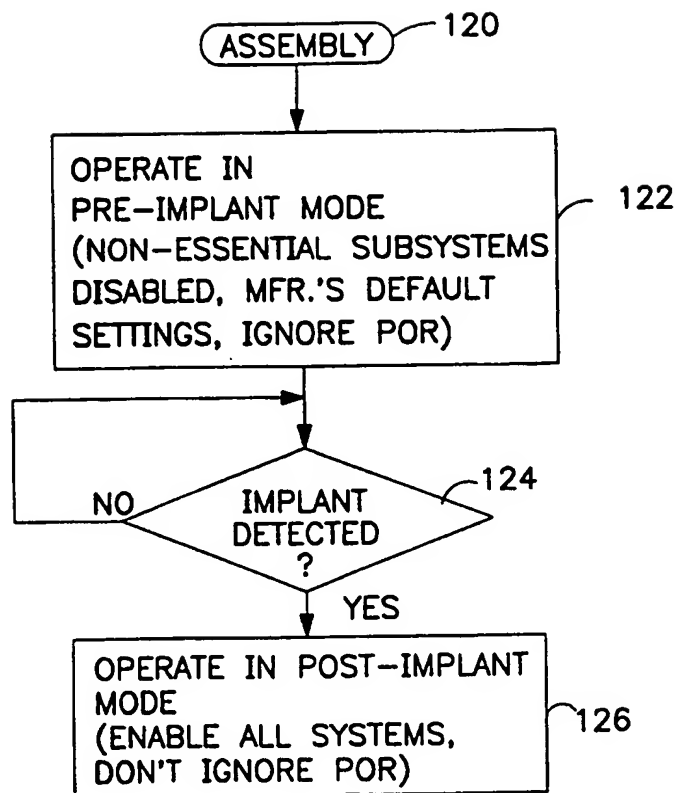 ASSEMBLY
120
OPERATE IN
PRE-IMPLANT MODE
(NON-ESSENTIAL SUBSYSTEMS
DISABLED, MFR.'S DEFAULT
SETTINGS, IGNORE POR)
122
NO
IMPLANT
DETECTED
?
124
YES
OPERATE IN POST-IMPLANT
MODE
(ENABLE ALL SYSTEMS,
DON'T IGNORE POR)
126